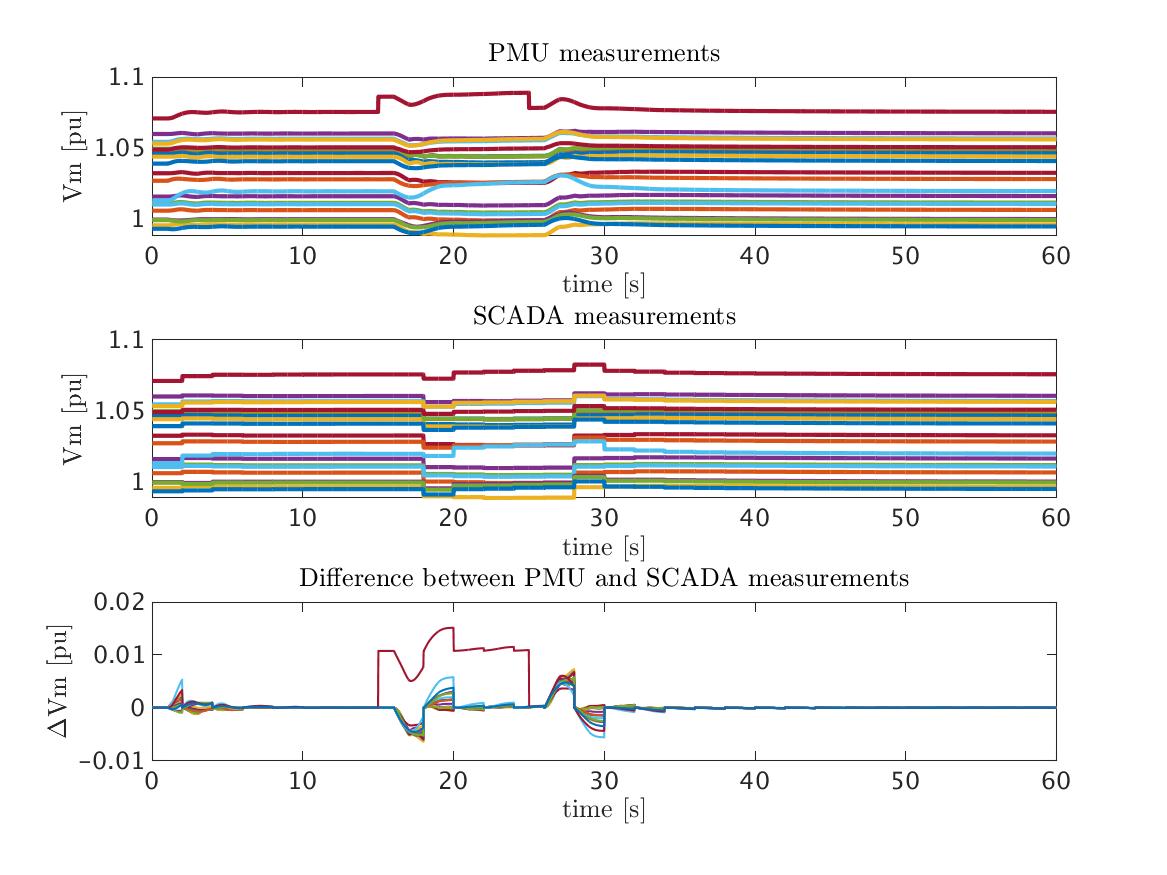 PMU measurements
1.1
1.05
1
Vm [pu]
0 10 20 30 40 50 60
time [s]
SCADA measurements
1.1
1.05
1
Vm [pu]
0 10 20 30 40 50 60
time [s]
Difference between PMU and SCADA measurements
0.02
0.01
0
-0.01
ΔVm [pu]
0 10 20 30 40 50 60
time [s]